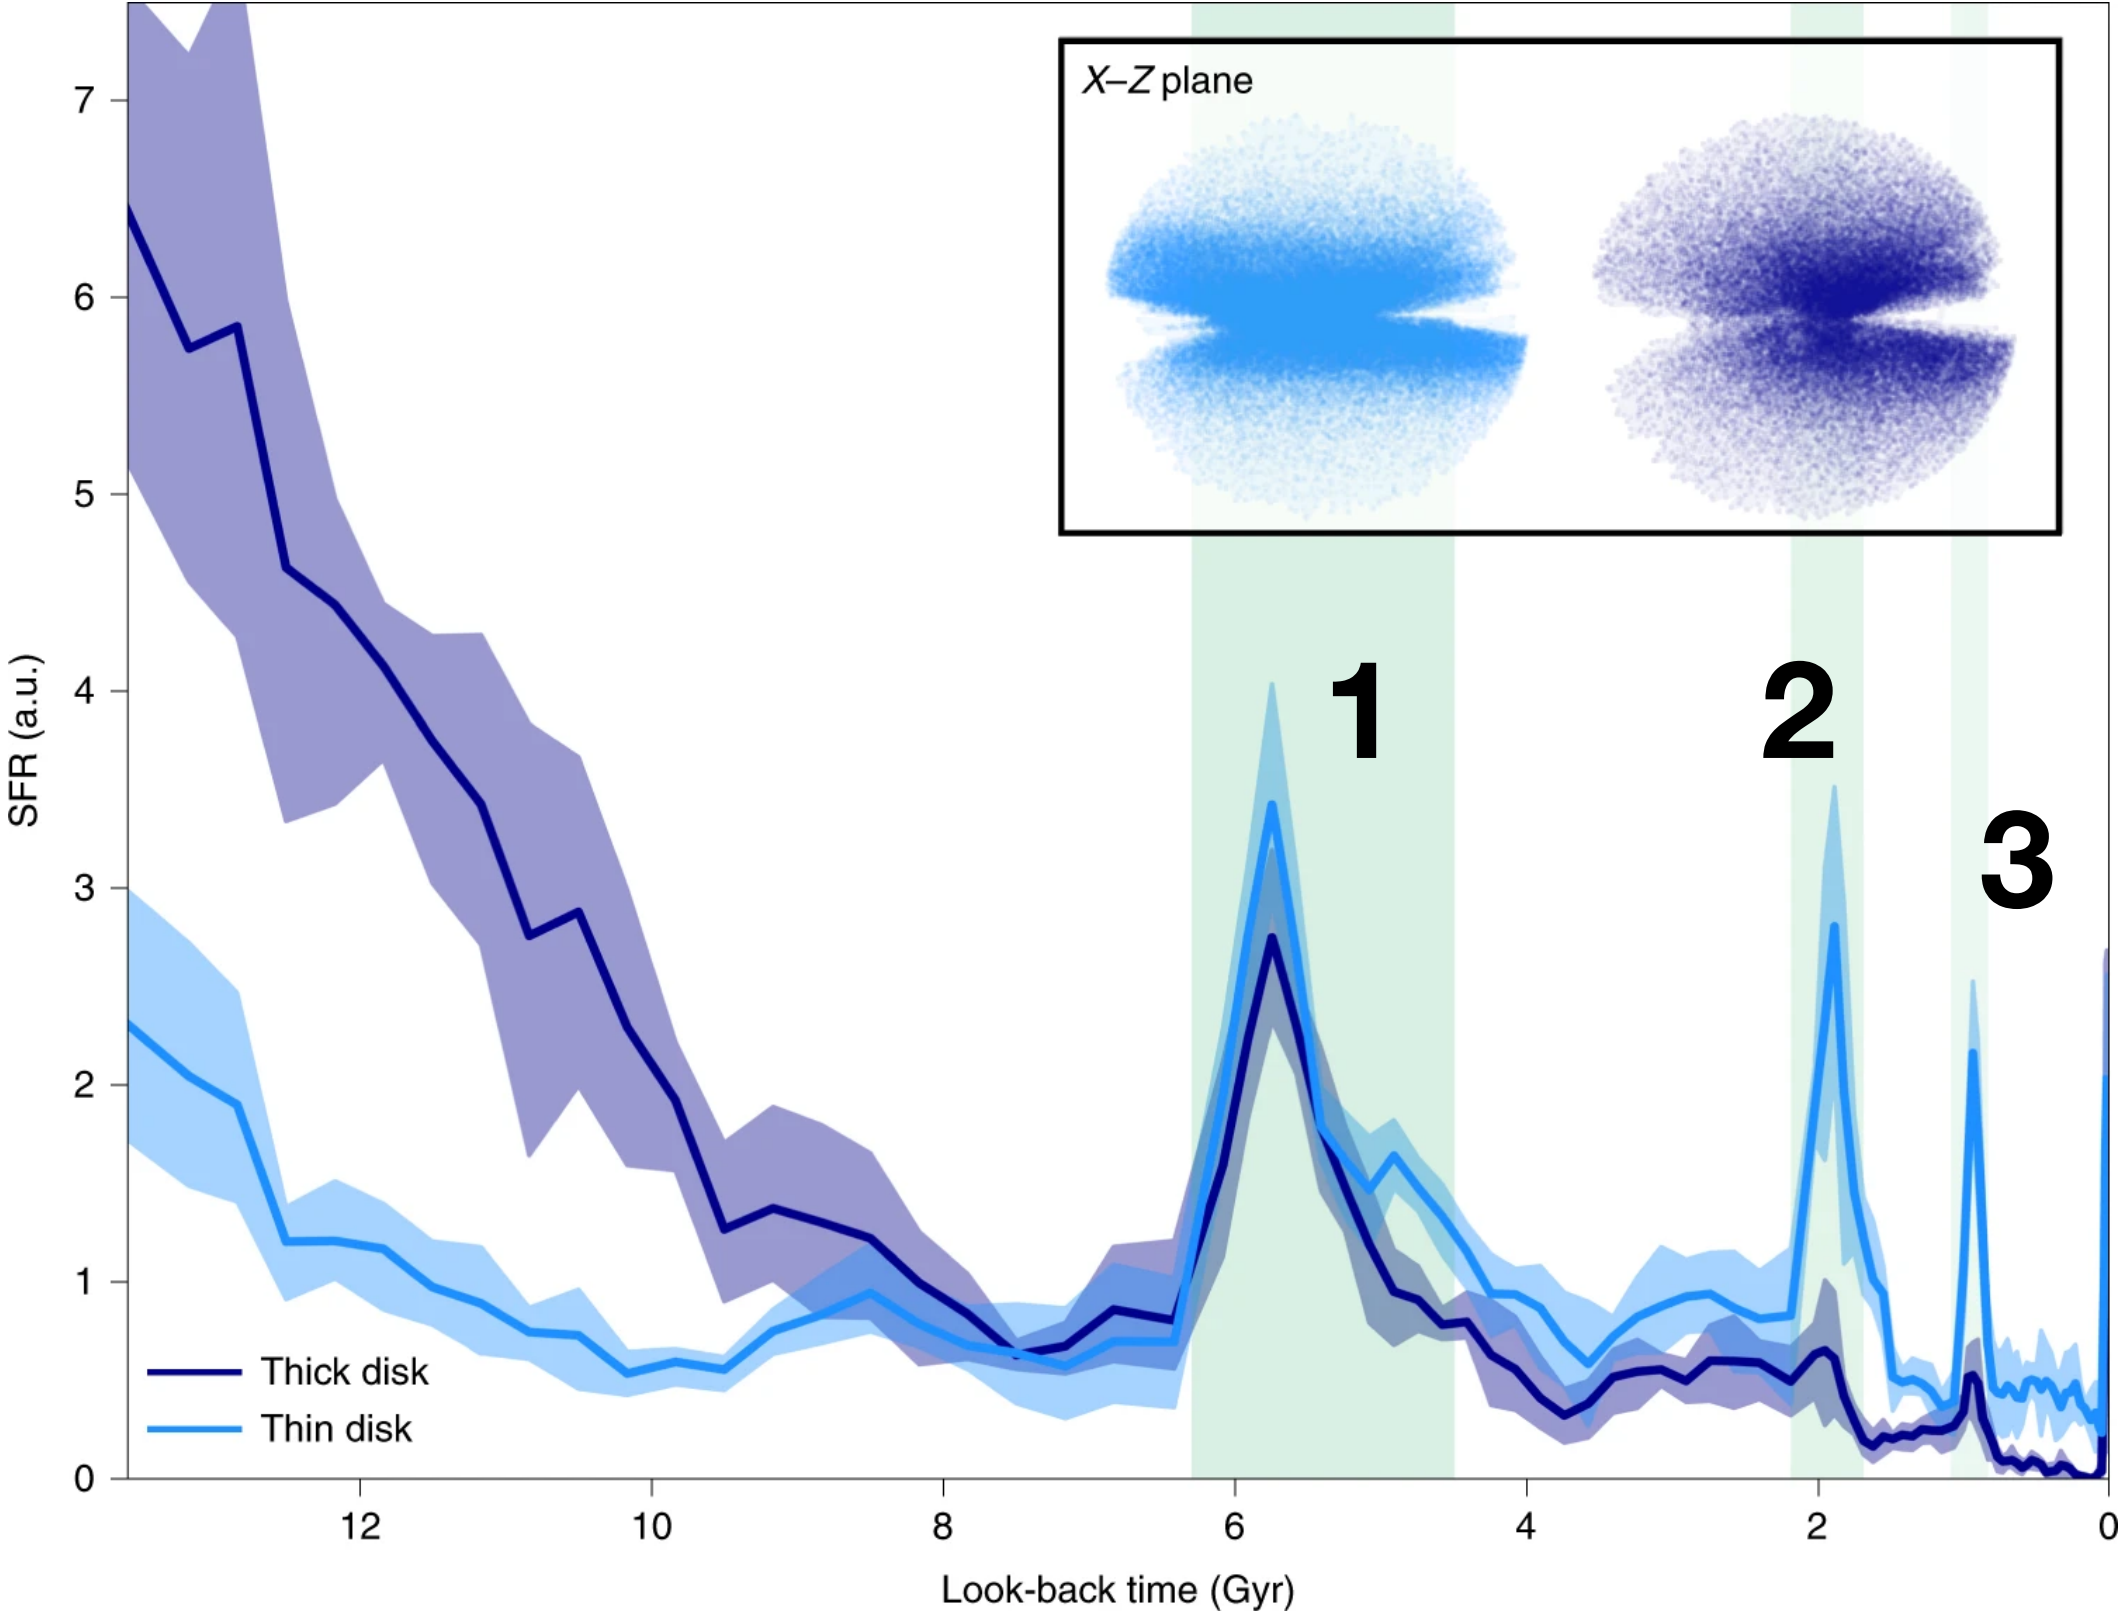 7
6
5
4
3
2
1
0
SFR (a.u.)
X–Z plane
1
2
3
Thick disk
Thin disk
12 10 8 6 4 2 0
Look-back time (Gyr)